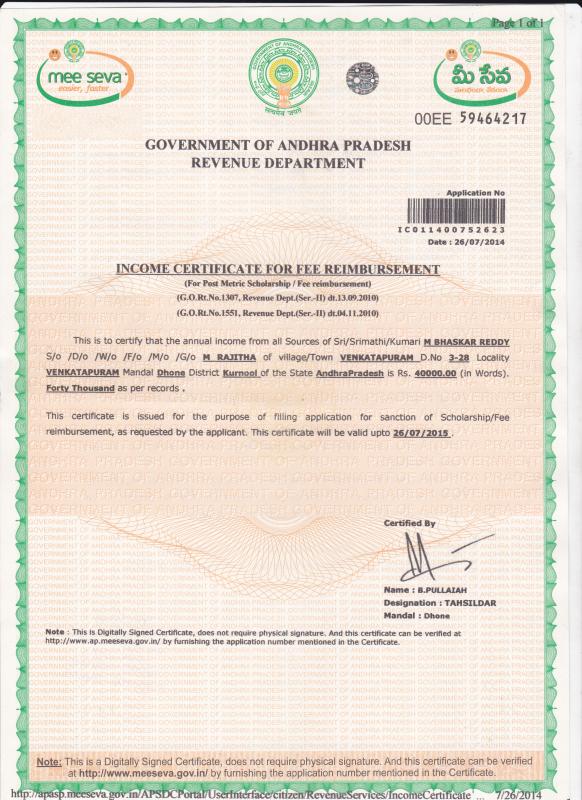 Page 1 of 1
mee seva
easier, faster
మీ సేవ
सत्यमेव जयते
00EE 59464217
GOVERNMENT OF ANDHRA PRADESH
REVENUE DEPARTMENT
Application No
IC011400752623
Date : 26/07/2014
INCOME CERTIFICATE FOR FEE REIMBURSEMENT
(For Post Metric Scholarship / Fee reimbursement)
(G.O.Rt.No.1307, Revenue Dept.(Ser.-II) dt.13.09.2010)
(G.O.Rt.No.1551, Revenue Dept.(Ser.-II) dt.04.11.2010)
This is to certify that the annual income from all Sources of Sri/Srimathi/Kumari M BHASKAR REDDY
S/o /D/o /W/o /F/o /M/o /G/o M RAJITHA of village/Town VENKATAPURAM D.No 3-28 Locality
VENKATAPURAM Mandal Dhone District Kurnool of the State AndhraPradesh is Rs. 40000.00 (in Words).
Forty Thousand as per records .
This certificate is issued for the purpose of filling application for sanction of Scholarship/Fee
reimbursement, as requested by the applicant. This certificate will be valid upto 26/07/2015 .
Certified By
Name : B.PULLAIAH
Designation : TAHSILDAR
Mandal : Dhone
Note : This is Digitally Signed Certificate, does not require physical signature. And this certificate can be verified at
http://www.ap.meeseva.gov.in/ by furnishing the application number mentioned in the Certificate.
Note: This is a Digitally Signed Certificate, does not require physical signature. And this certificate can be verified
at http://www.meeseva.gov.in/ by furnishing the application number mentioned in the Certificate.
http://apasp.meeseva.gov.in/APSDCPortal/UserInterface/citizen/RevenueServices/IncomeCertificate 7/26/2014